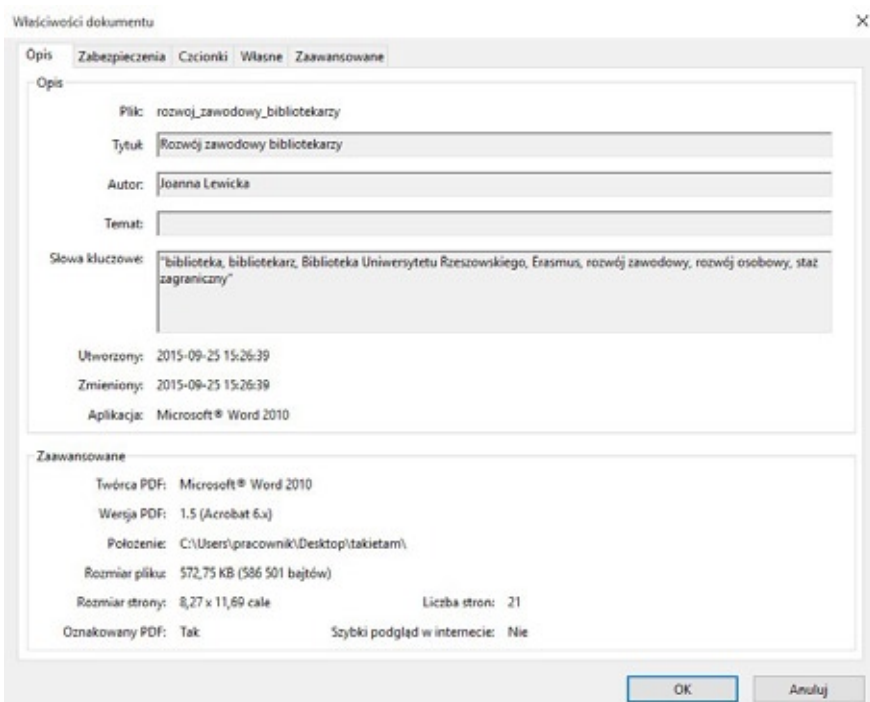 Właściwości dokumentu
Opis Zabezpieczenia Czcionki Własne Zaawansowane
Opis
Plik: rozwoj_zawodowy_bibliotekarzy
Tytuł: Rozwój zawodowy bibliotekarzy
Autor: Joanna Lewicka
Temat:
Słowa kluczowe: "biblioteka, bibliotekarz, Biblioteka Uniwersytetu Rzeszowskiego, Erasmus, rozwój zawodowy, rozwój osobowy, staż
zagraniczny"
Utworzony: 2015-09-25 15:26:39
Zmieniony: 2015-09-25 15:26:39
Aplikacja: Microsoft® Word 2010
Zaawansowane
Twórca PDF: Microsoft® Word 2010
Wersja PDF: 1.5 (Acrobat 6.x)
Położenie: C:\Users\pracownik\Desktop\takietam\
Rozmiar pliku: 572,75 KB (586 501 bajtów)
Rozmiar strony: 8,27 x 11,69 cale Liczba stron: 21
Oznakowany PDF: Tak Szybki podgląd w internecie: Nie
OK Anuluj